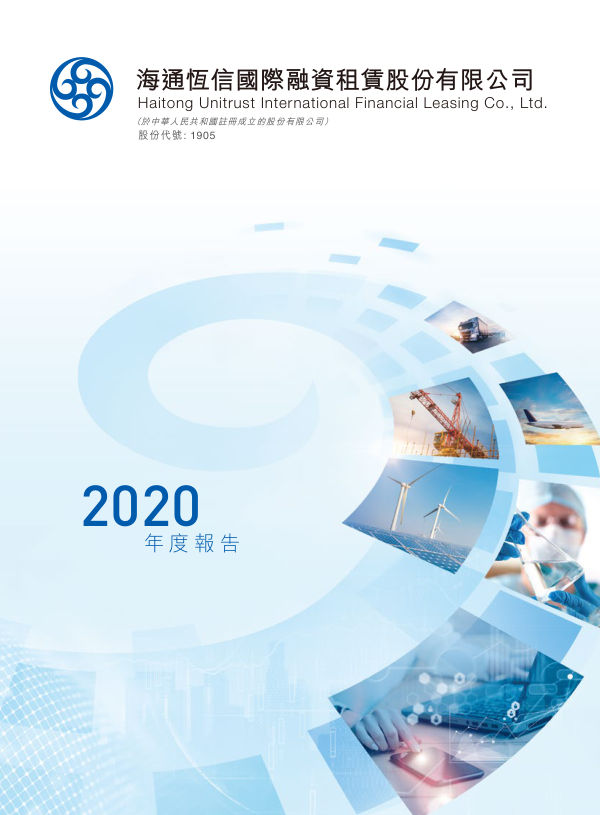 海通恆信國際融資租賃股份有限公司
Haitong Unitrust International Financial Leasing Co., Ltd.
（於中華人民共和國註冊成立的股份有限公司）
股份代號: 1905
2020
年度報告